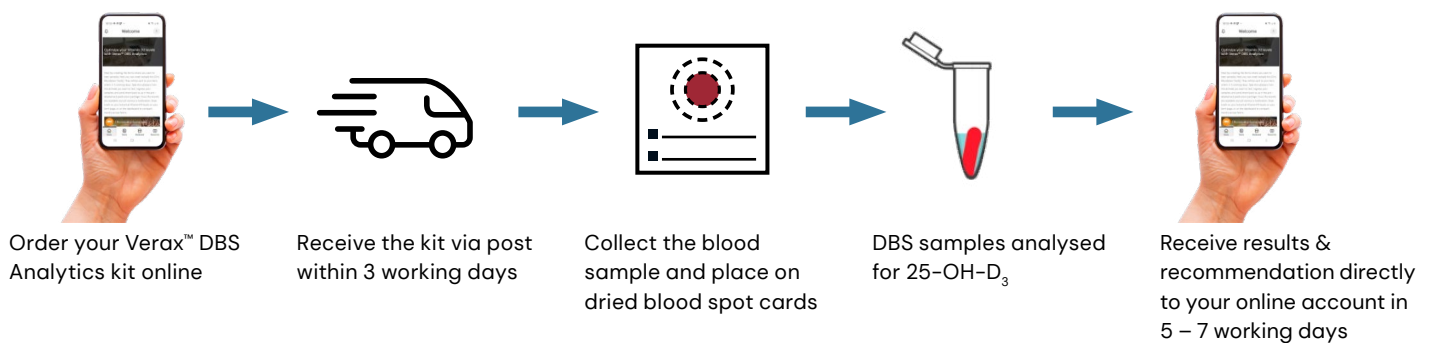 Welcome
Order your Verax™ DBS
Analytics kit online
Receive the kit via post
within 3 working days
Collect the blood
sample and place on
dried blood spot cards
DBS samples analysed
for 25-OH-D₃
Welcome
Receive results &
recommendation directly
to your online account in
5 – 7 working days